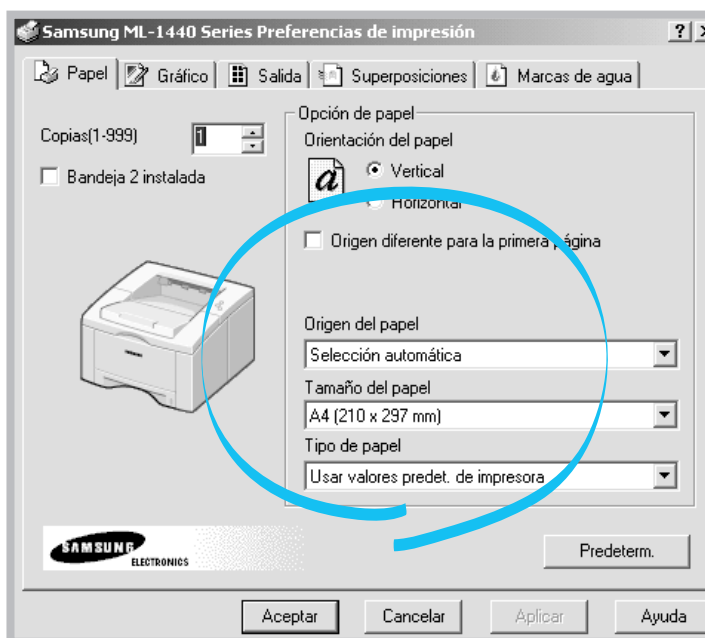 Samsung ML-1440 Series Preferencias de impresión
Papel
Gráfico
Salida
Superposiciones
Marcas de agua
Copias(1-999)
1
Bandeja 2 instalada
Opción de papel
Orientación del papel
a
Vertical
Horizontal
Origen diferente para la primera página
Origen del papel
Selección automática
Tamaño del papel
A4 (210 x 297 mm)
Tipo de papel
Usar valores predet. de impresora
SAMSUNG
ELECTRONICS
Predeterm.
Aceptar
Cancelar
Aplicar
Ayuda